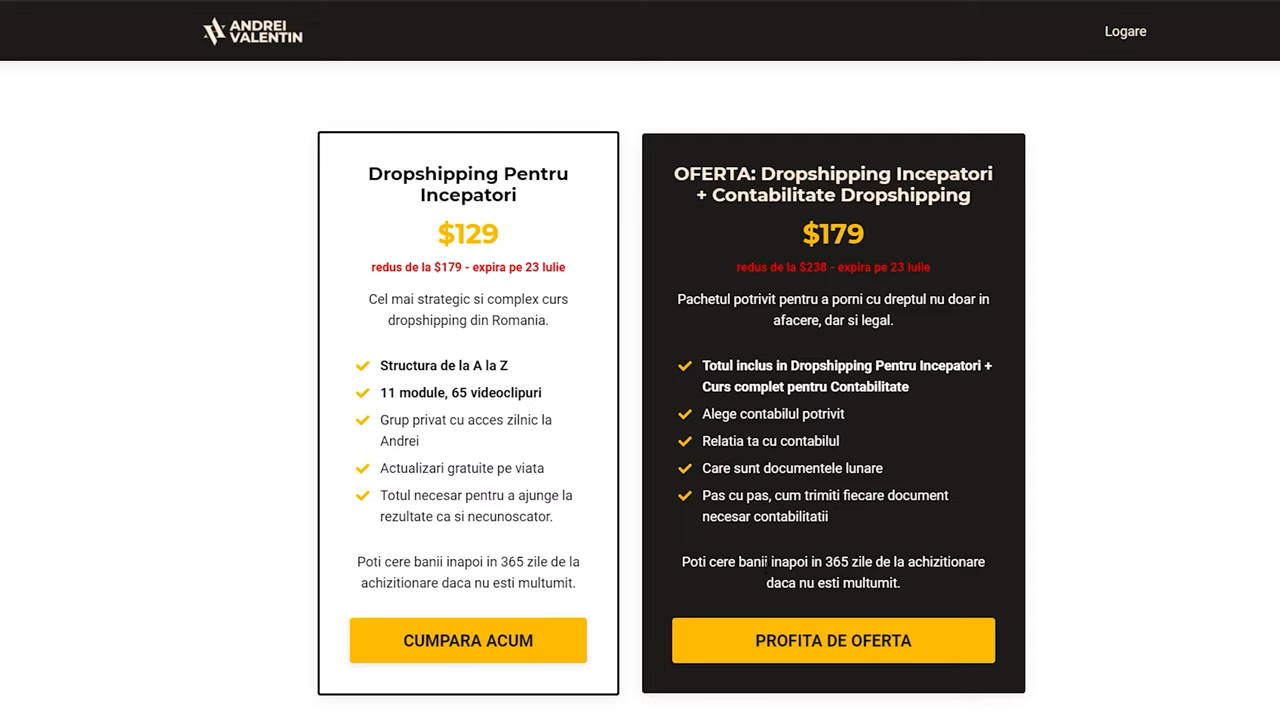 ANDREI
VALENTIN
Logare
Dropshipping Pentru
Incepatori
$129
redus de la $179 - expira pe 23 Iulie
Cel mai strategic si complex curs
dropshipping din Romania.
Structura de la A la Z
11 module, 65 videoclipuri
Grup privat cu acces zilnic la
Andrei
Actualizari gratuite pe viata
Totul necesar pentru a ajunge la
rezultate ca si necunoscator.
Poti cere banii inapoi in 365 zile de la
achizitionare daca nu esti multumit.
CUMPARA ACUM
OFERTA: Dropshipping Incepatori
+ Contabilitate Dropshipping
$179
redus de la $238 - expira pe 23 Iulie
Pachetul potrivit pentru a porni cu dreptul nu doar in
afacere, dar si legal.
Totul inclus in Dropshipping Pentru Incepatori +
Curs complet pentru Contabilitate
Alege contabilul potrivit
Relatia ta cu contabilul
Care sunt documentele lunare
Pas cu pas, cum trimiti fiecare document
necesar contabilitatii
Poti cere banii inapoi in 365 zile de la achizitionare
daca nu esti multumit.
PROFITA DE OFERTA